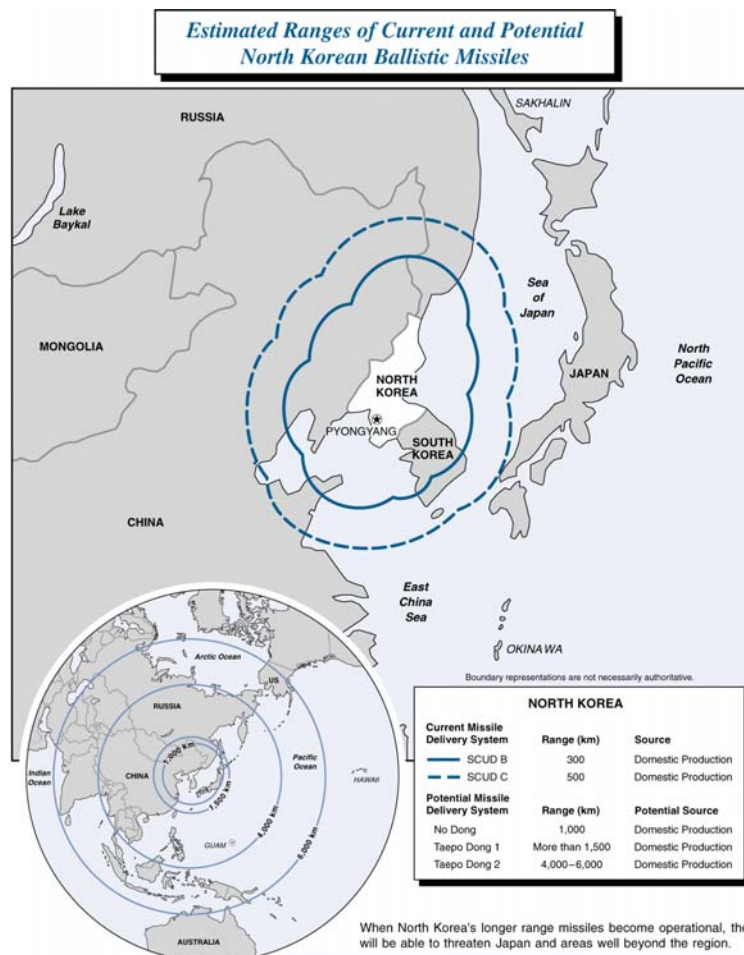 Estimated Ranges of Current and Potential
North Korean Ballistic Missiles
SAKHALIN
RUSSIA
Lake
Baykal
Sea
of
Japan
MONGOLIA
North
Pacific
Ocean
JAPAN
NORTH
KOREA
PYONGYANG
SOUTH
KOREA
CHINA
East
China
Sea
OKINAWA
Boundary representations are not necessarily authoritative.
Arctic Ocean
US
RUSSIA
1,000 km
CHINA
Pacific
Ocean
Indian
Ocean
HAWAII
1,500 km
4,000 km
6,000 km
GUAM
AUSTRALIA
NORTH KOREA
Current Missile
Delivery System Range (km) Source
SCUD B 300 Domestic Production
SCUD C 500 Domestic Production
Potential Missile
Delivery System Range (km) Potential Source
No Dong 1,000 Domestic Production
Taepo Dong 1 More than 1,500 Domestic Production
Taepo Dong 2 4,000–6,000 Domestic Production
When North Korea's longer range missiles become operational, the
will be able to threaten Japan and areas well beyond the region.